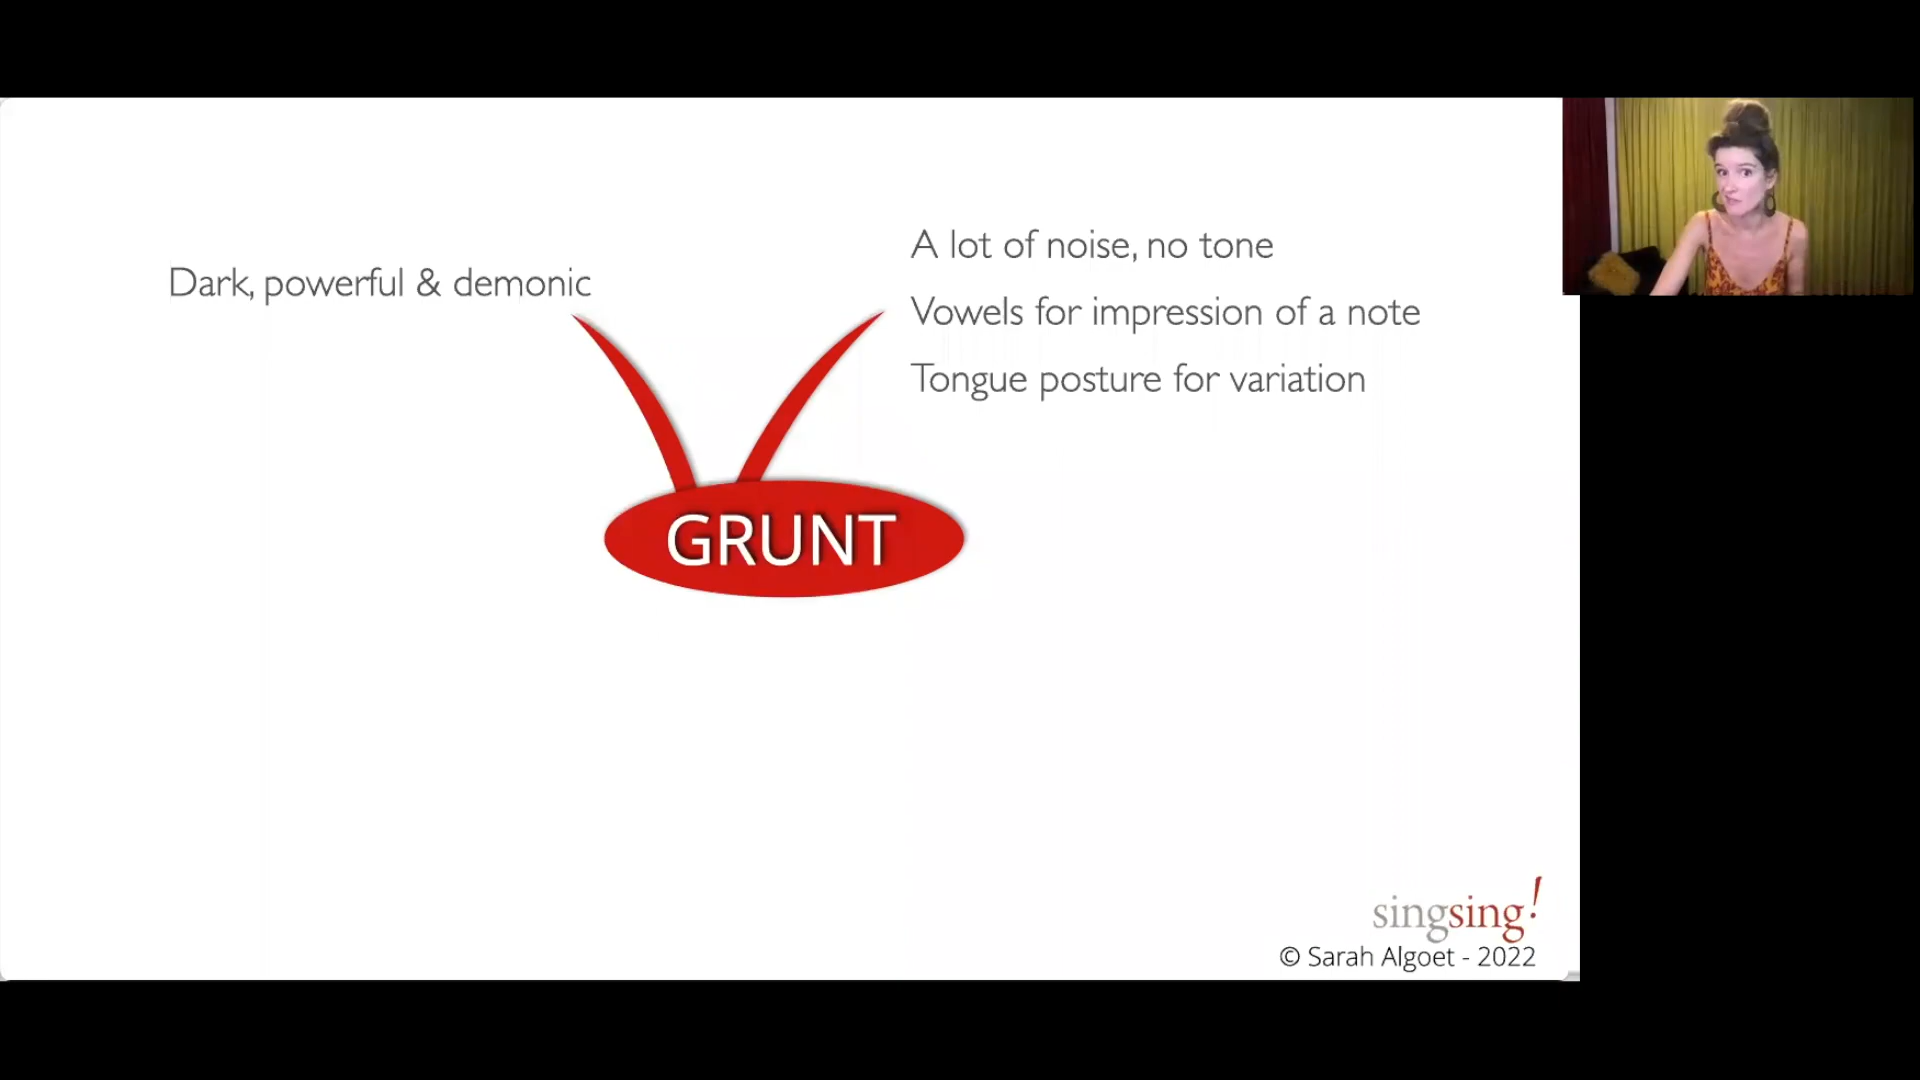 Dark, powerful & demonic
A lot of noise, no tone
Vowels for impression of a note
Tongue posture for variation
GRUNT
singsing!
© Sarah Algoet - 2022